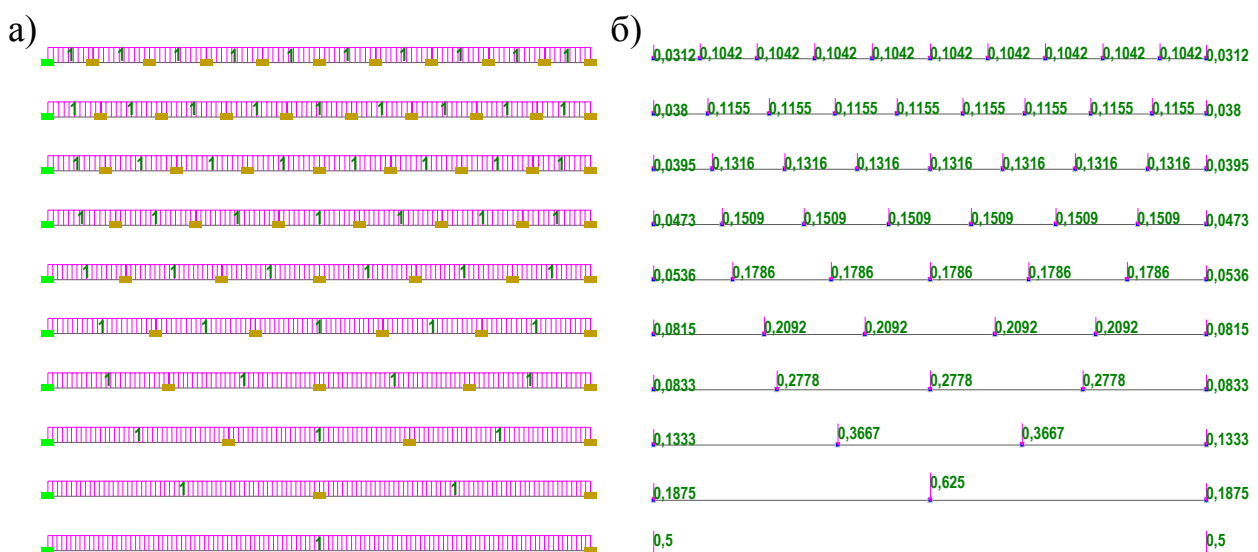 а) б)
1 1 1 1 1 1 1 1 1 1 0,0312 0,1042 0,1042 0,1042 0,1042 0,1042 0,1042 0,1042 0,1042 0,1042 0,0312
1 1 1 1 1 1 1 1 1 0,038 0,1155 0,1155 0,1155 0,1155 0,1155 0,1155 0,1155 0,1155 0,038
1 1 1 1 1 1 1 1 0,0395 0,1316 0,1316 0,1316 0,1316 0,1316 0,1316 0,1316 0,0395
1 1 1 1 1 1 1 0,0473 0,1509 0,1509 0,1509 0,1509 0,1509 0,1509 0,0473
1 1 1 1 1 1 0,0536 0,1786 0,1786 0,1786 0,1786 0,1786 0,0536
1 1 1 1 1 0,0815 0,2092 0,2092 0,2092 0,2092 0,0815
1 1 1 1 0,0833 0,2778 0,2778 0,2778 0,0833
1 1 1 0,1333 0,3667 0,3667 0,1333
1 1 0,1875 0,625 0,1875
1 0,5 0,5